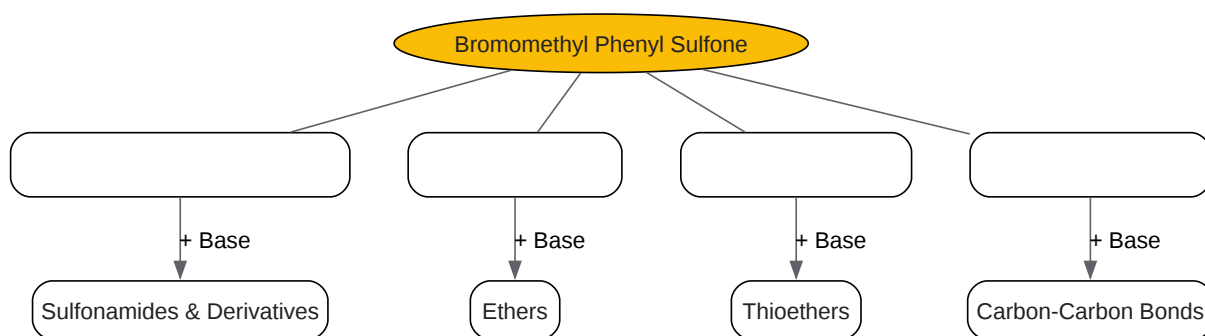 Bromomethyl Phenyl Sulfone
+ Base
+ Base
+ Base
+ Base
Sulfonamides & Derivatives
Ethers
Thioethers
Carbon-Carbon Bonds